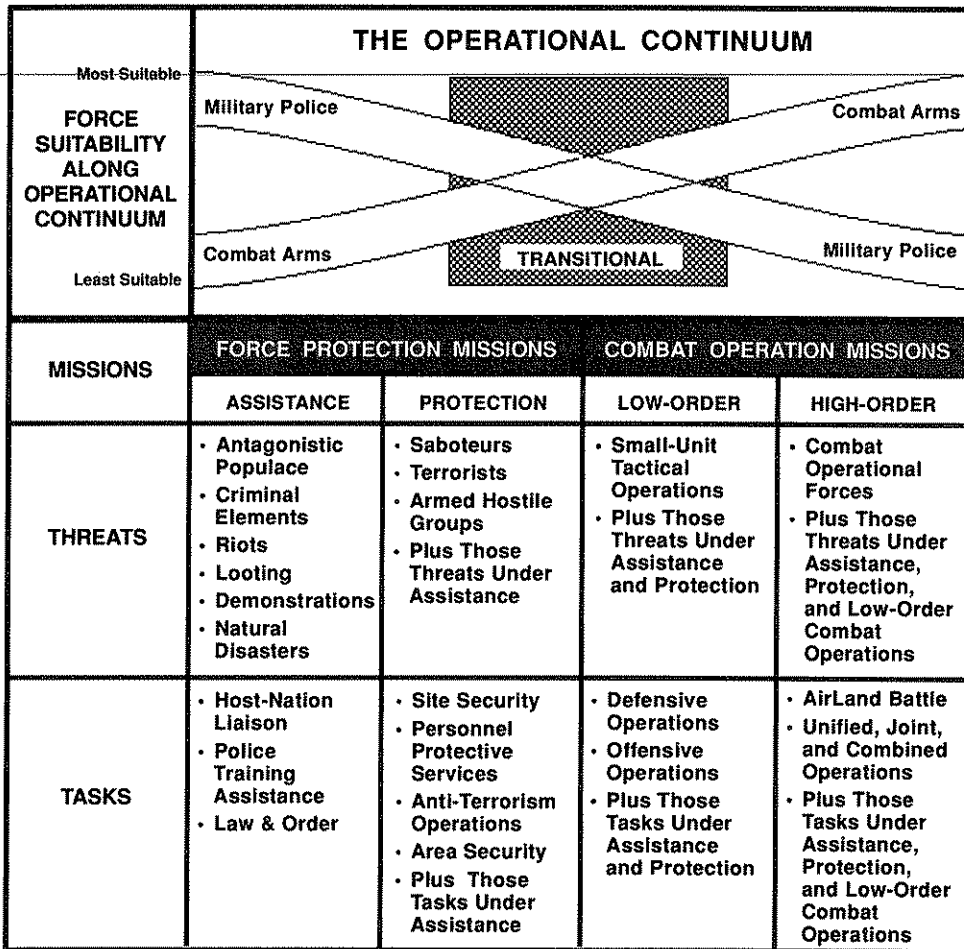 THE OPERATIONAL CONTINUUM
Most Suitable
Military Police
Combat Arms
FORCE
SUITABILITY
ALONG
OPERATIONAL
CONTINUUM
Combat Arms
TRANSITIONAL
Military Police
Least Suitable
MISSIONS
FORCE PROTECTION MISSIONS
COMBAT OPERATION MISSIONS
ASSISTANCE
PROTECTION
LOW-ORDER
HIGH-ORDER
THREATS
· Antagonistic
Populace
· Criminal
Elements
· Riots
· Looting
· Demonstrations
· Natural
Disasters
· Saboteurs
· Terrorists
· Armed Hostile
Groups
· Plus Those
Threats Under
Assistance
· Small-Unit
Tactical
Operations
· Plus Those
Threats Under
Assistance
and Protection
· Combat
Operational
Forces
· Plus Those
Threats Under
Assistance,
Protection,
and Low-Order
Combat
Operations
TASKS
· Host-Nation
Liaison
· Police
Training
Assistance
· Law & Order
· Site Security
· Personnel
Protective
Services
· Anti-Terrorism
Operations
· Area Security
· Plus Those
Tasks Under
Assistance
· Defensive
Operations
· Offensive
Operations
· Plus Those
Tasks Under
Assistance
and Protection
· AirLand Battle
· Unified, Joint,
and Combined
Operations
· Plus Those
Tasks Under
Assistance,
Protection,
and Low-Order
Combat
Operations